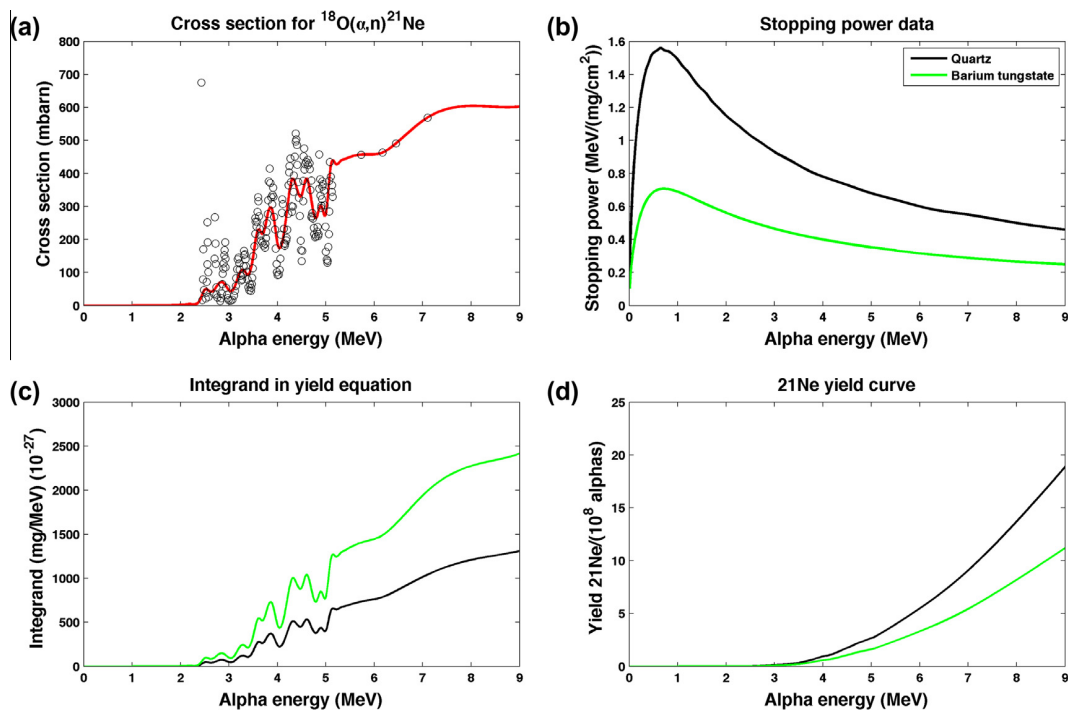 (a)
Cross section for ¹⁸O(α,n)²¹Ne
Cross section (mbarn)
800
700
600
500
400
300
200
100
0
0 1 2 3 4 5 6 7 8 9
Alpha energy (MeV)
(b)
Stopping power data
Stopping power (MeV/(mg/cm²))
1.6
1.4
1.2
1
0.8
0.6
0.4
0.2
0
Quartz
Barium tungstate
0 1 2 3 4 5 6 7 8 9
Alpha energy (MeV)
(c)
Integrand in yield equation
Integrand (mg/MeV) (10⁻²⁷)
3000
2500
2000
1500
1000
500
0
0 1 2 3 4 5 6 7 8 9
Alpha energy (MeV)
(d)
21Ne yield curve
Yield 21Ne/(10⁸ alphas)
25
20
15
10
5
0
0 1 2 3 4 5 6 7 8 9
Alpha energy (MeV)